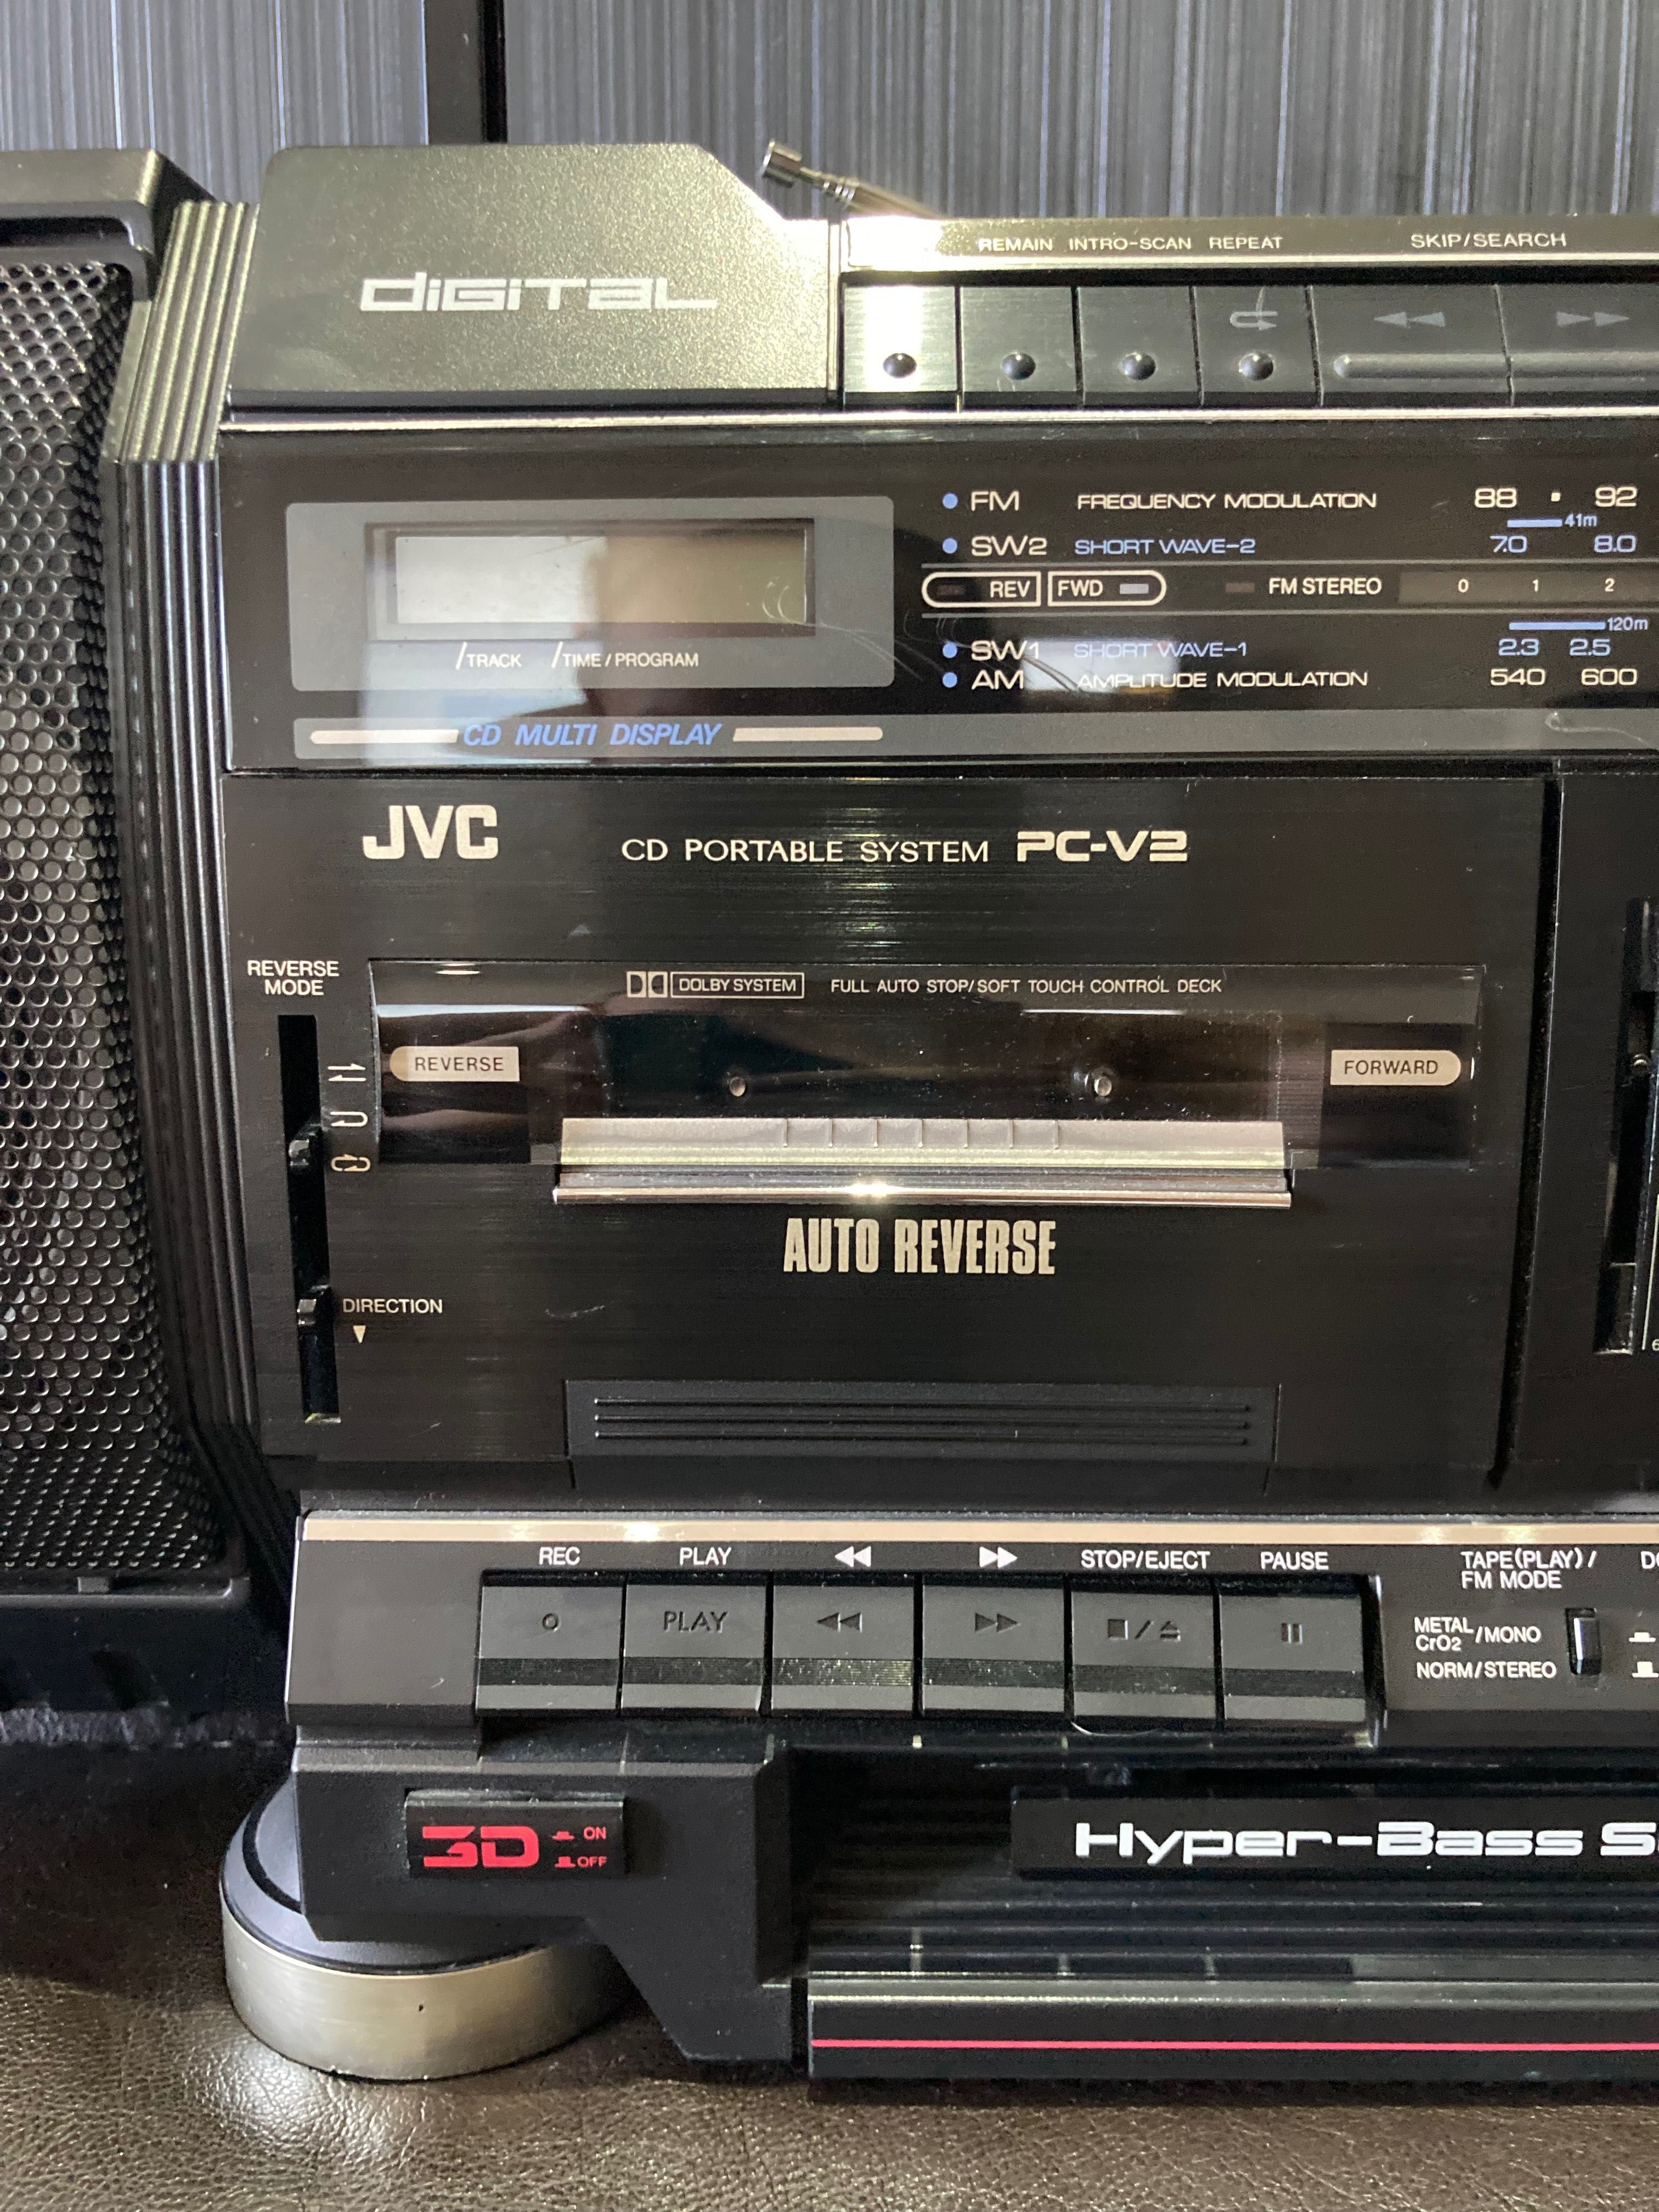 digital
REMAIN INTRO-SCAN REPEAT SKIP/SEARCH
FM FREQUENCY MODULATION 88 92
41m
SW2 SHORT WAVE-2 7.0 8.0
REV FWD FM STEREO 0 1 2
120m
SW1 SHORT WAVE-1 2.3 2.5
AM AMPLITUDE MODULATION 540 600
/TRACK /TIME/PROGRAM
CD MULTI DISPLAY
JVC
CD PORTABLE SYSTEM PC-V2
REVERSE
MODE
DOLBY SYSTEM FULL AUTO STOP/SOFT TOUCH CONTROL DECK
REVERSE FORWARD
AUTO REVERSE
DIRECTION
REC PLAY STOP/EJECT PAUSE
PLAY
TAPE(PLAY)/
FM MODE
METAL
CrO2 /MONO
NORM/STEREO
3D ON
OFF
Hyper-Bass